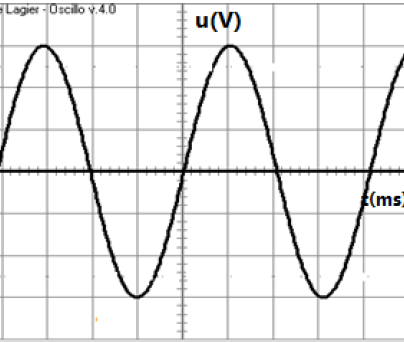 e Lagier - Oscillo v.4.0
u(V)
t(ms)